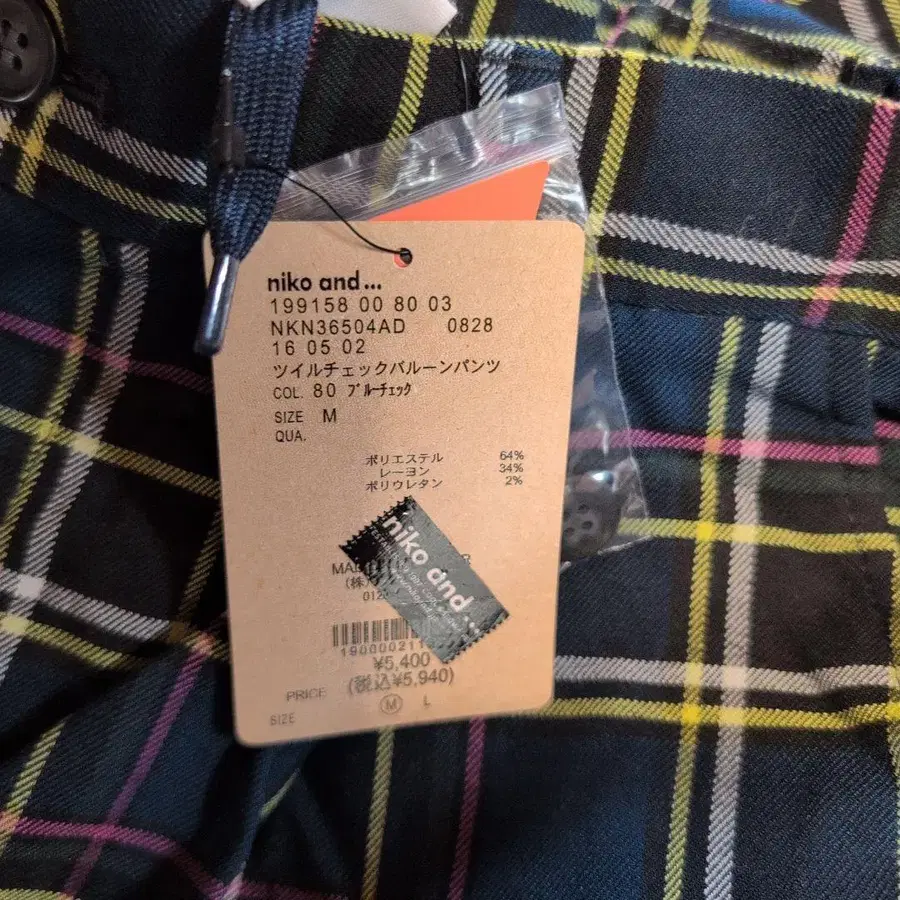 niko and...
199158 00 80 03
NKN36504AD 0828
16 05 02
ツイルチェックバルーンパンツ
COL. 80 ブルーチェック
SIZE M
QUA.
ポリエステル 64%
レーヨン 34%
ポリウレタン 2%
niko and...
¥5,400
PRICE (税込¥5,940)
SIZE M L